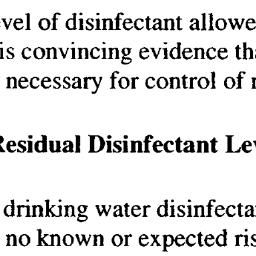 vel of disinfectant allowe
is convincing evidence tha
necessary for control of
Residual Disinfectant Lev
drinking water disinfecta
no known or expected ris